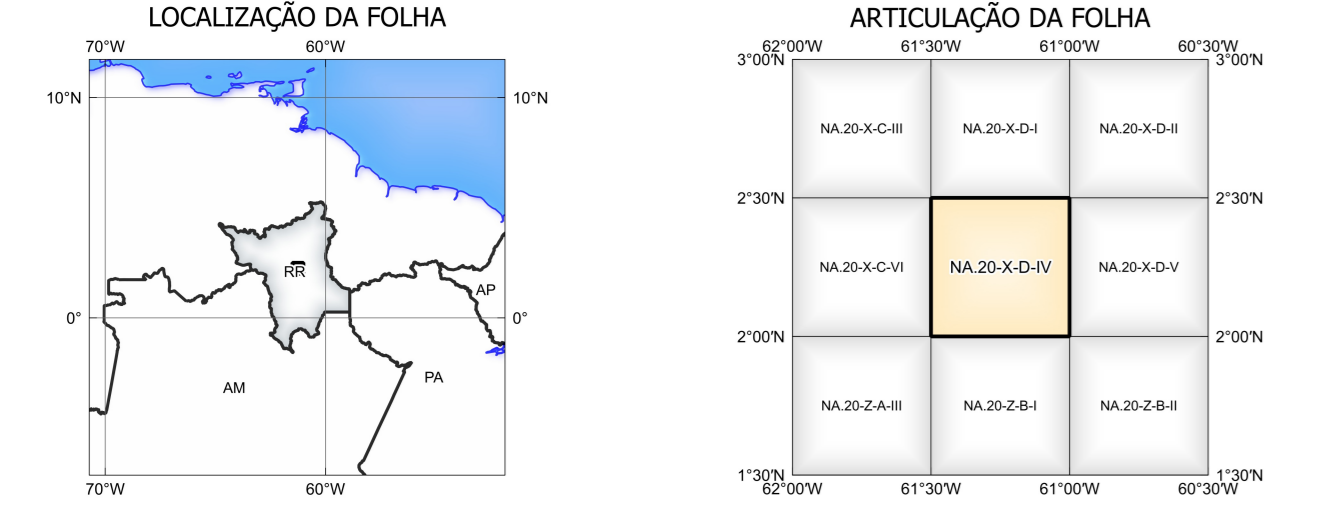 LOCALIZAÇÃO DA FOLHA
70°W 60°W
10°N 10°N
RR
AP
0° 0°
AM
PA
70°W 60°W
ARTICULAÇÃO DA FOLHA
62°00'W 61°30'W 61°00'W 60°30'W
3°00'N 3°00'N
NA.20-X-C-III NA.20-X-D-I NA.20-X-D-II
2°30'N 2°30'N
NA.20-X-C-VI NA.20-X-D-IV NA.20-X-D-V
2°00'N 2°00'N
NA.20-Z-A-III NA.20-Z-B-I NA.20-Z-B-II
1°30'N 1°30'N
62°00'W 61°30'W 61°00'W 60°30'W